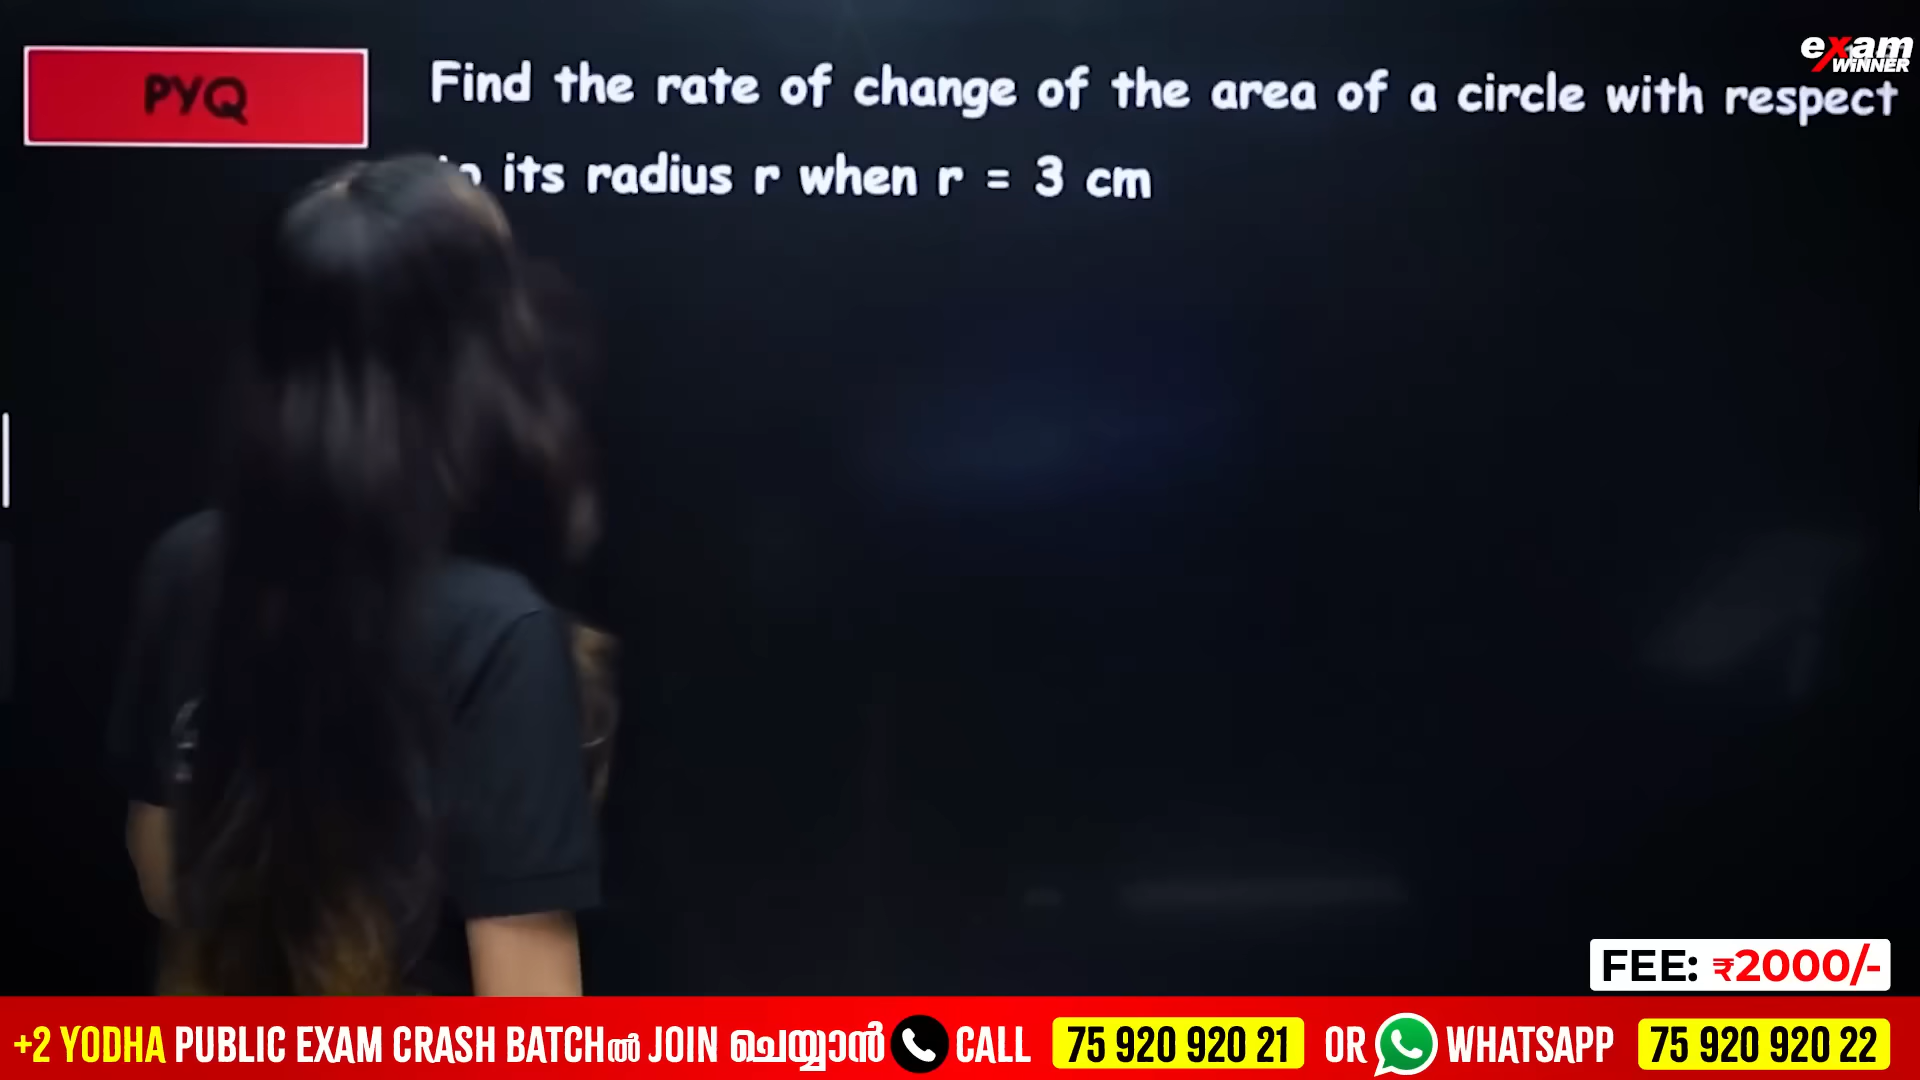 PYQ
Find the rate of change of the area of a circle with respect
its radius r when r = 3 cm
exam
WINNER
FEE: ₹2000/-
+2 YODHA PUBLIC EXAM CRASH BATCHൽ JOIN ചെയ്യാൻ CALL 75 920 920 21 OR WHATSAPP 75 920 920 22